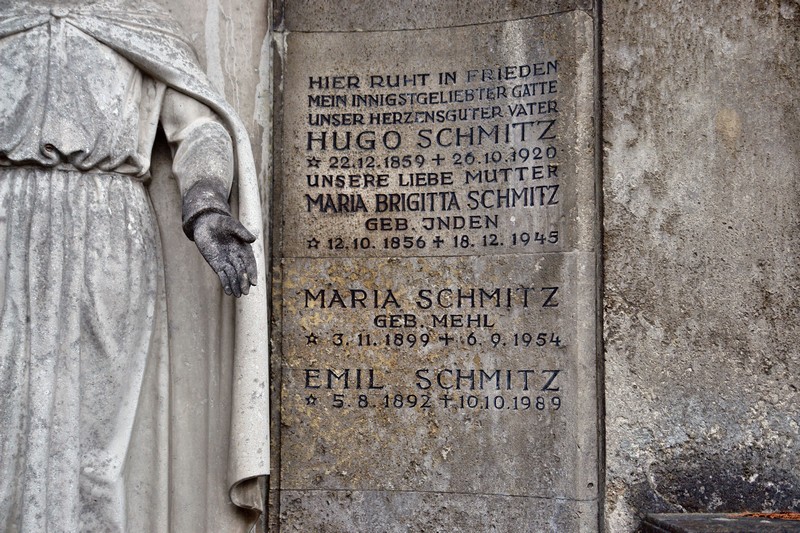 HIER RUHT IN FRIEDEN
MEIN INNIGSTGELIEBTER GATTE
UNSER HERZENSGUTER VATER
HUGO SCHMITZ
☆ 22.12.1859 + 26.10.1920
UNSERE LIEBE MUTTER
MARIA BRIGITTA SCHMITZ
GEB. JNDEN
☆ 12.10.1856 + 18.12.1945
MARIA SCHMITZ
GEB. MEHL
☆ 3.11.1899 + 6.9.1954
EMIL SCHMITZ
☆ 5.8.1892 + 10.10.1989